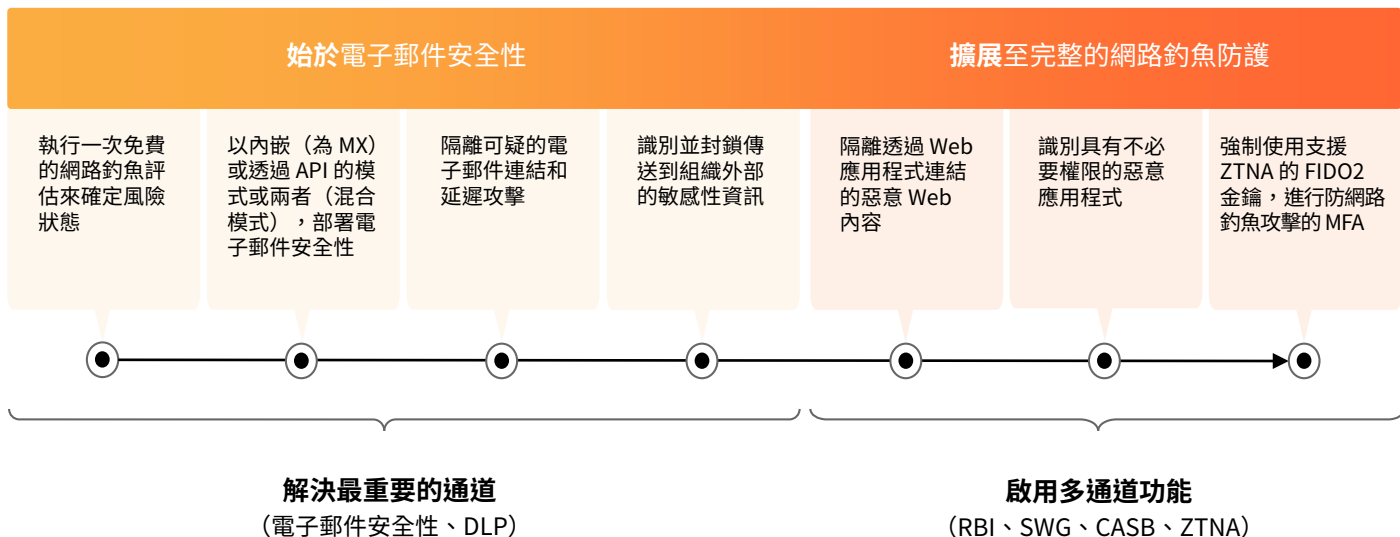 始於電子郵件安全性
擴展至完整的網路釣魚防護
執行一次免費
的網路釣魚評
估來確定風險
狀態
以內嵌（為 MX）
或透過 API 的模
式或兩者（混合
模式），部署電
子郵件安全性
隔離可疑的電
子郵件連結和
延遲攻擊
識別並封鎖傳
送到組織外部
的敏感性資訊
隔離透過 Web
應用程式連結
的惡意 Web
內容
識別具有不必
要權限的惡意
應用程式
強制使用支援
ZTNA 的 FIDO2
金鑰，進行防網路
釣魚攻擊的 MFA
解決最重要的通道
（電子郵件安全性、DLP）
啟用多通道功能
（RBI、SWG、CASB、ZTNA）